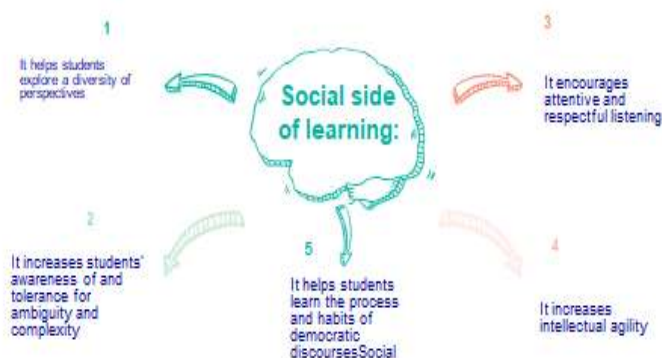 1
It helps students
explore a diversity of
perspectives
Social side
of learning:
3
It encourages
attentive and
respectful listening
2
It increases students'
awareness of and
tolerance for
ambiguity and
complexity
5
It helps students
learn the process
and habits of
democratic
discoursesSocial
4
It increases
intellectual agility